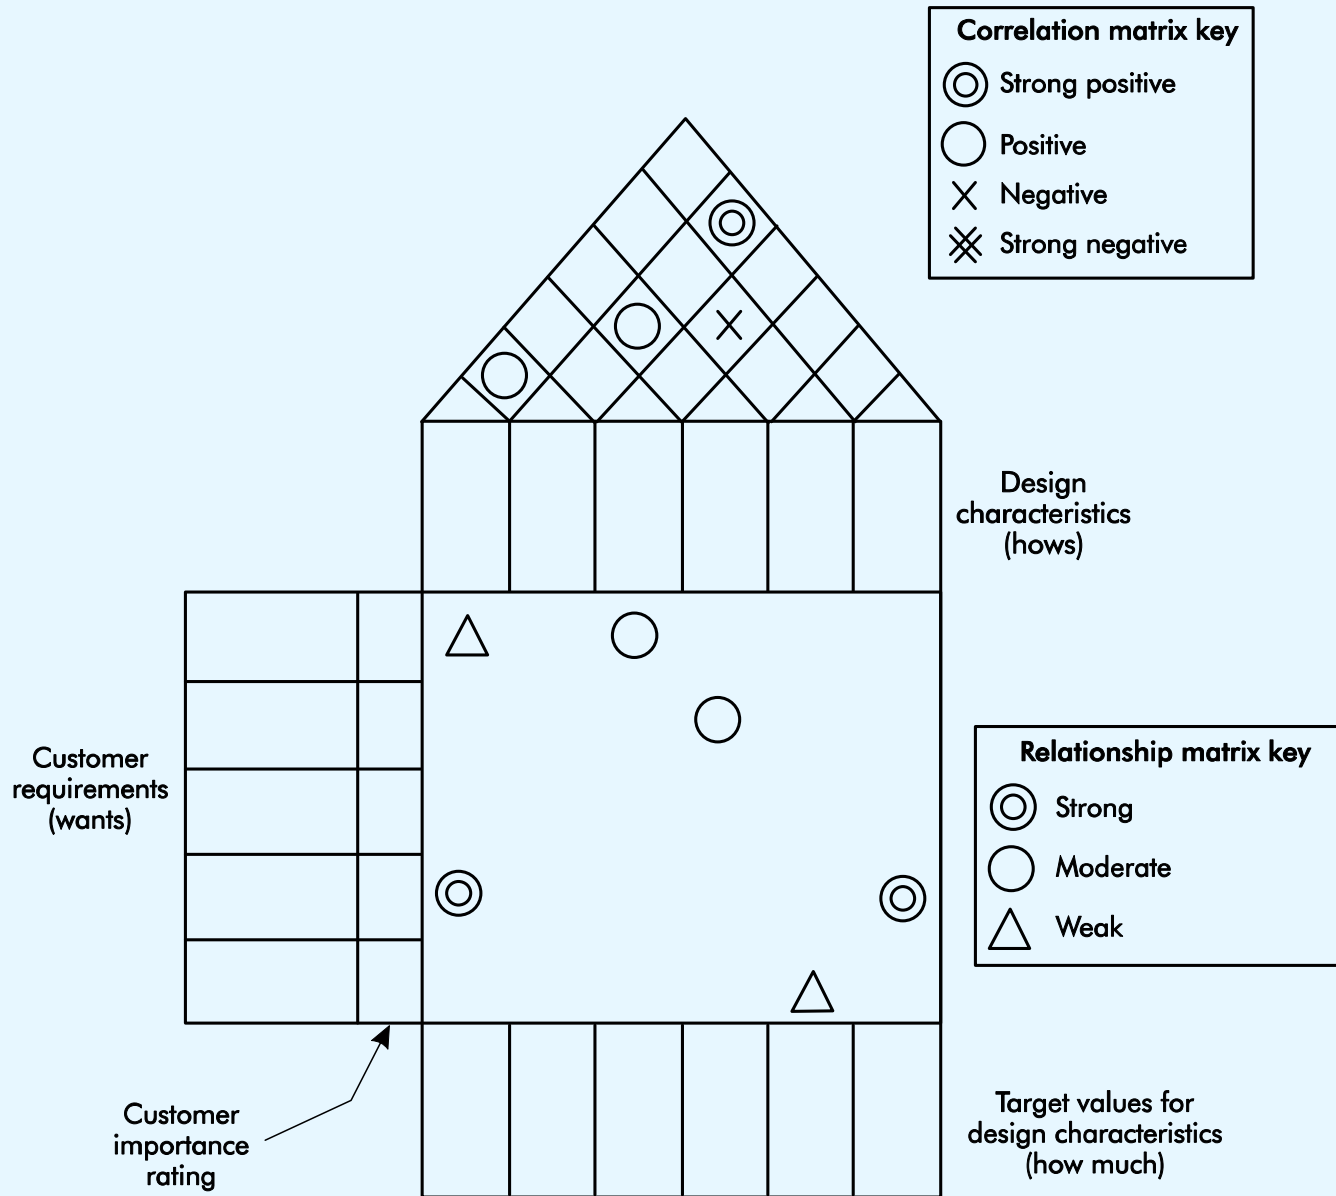 Correlation matrix key
Strong positive
Positive
Negative
Strong negative
Design
characteristics
(hows)
Customer
requirements
(wants)
Relationship matrix key
Strong
Moderate
Weak
Customer
importance
rating
Target values for
design characteristics
(how much)